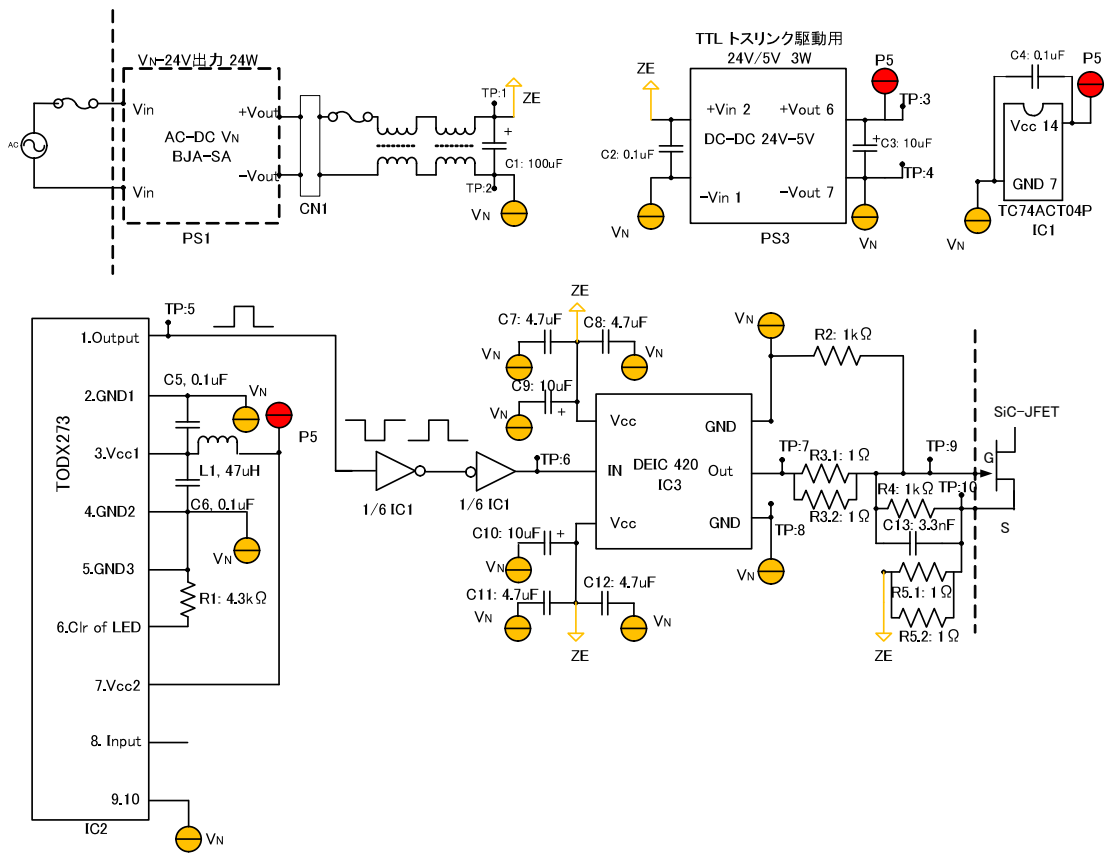 VN-24V出力 24W
Vin
Vin
AC
+Vout
-Vout
AC-DC VN
BJA-SA
PS1
CN1
TP:1
ZE
+
C1: 100uF
TP:2
VN
TTL トスリンク駆動用
24V/5V 3W
ZE
C2: 0.1uF
+Vin 2
-Vin 1
DC-DC 24V-5V
+Vout 6
-Vout 7
VN
PS3
P5
TP:3
+
C3: 10uF
TP:4
VN
C4: 0.1uF
P5
Vcc 14
GND 7
TC74ACT04P
IC1
VN
TODX273
1.Output
2.GND1
3.Vcc1
4.GND2
5.GND3
6.Clr of LED
7.Vcc2
8. Input
9.10
IC2
TP:5
C5, 0.1uF
VN
P5
L1, 47uH
C6, 0.1uF
VN
R1: 4.3kΩ
VN
1/6 IC1
1/6 IC1
TP:6
ZE
C7: 4.7uF
C8: 4.7uF
VN
VN
C9: 10uF
+
VN
Vcc
GND
IN
DEIC 420
IC3
Out
Vcc
GND
C10: 10uF
+
VN
C11: 4.7uF
C12: 4.7uF
VN
VN
ZE
VN
R2: 1kΩ
TP:7
R3.1: 1Ω
R3.2: 1Ω
TP:8
VN
TP:9
SiC-JFET
G
S
TP:10
R4: 1kΩ
C13: 3.3nF
R5.1: 1Ω
R5.2: 1Ω
ZE